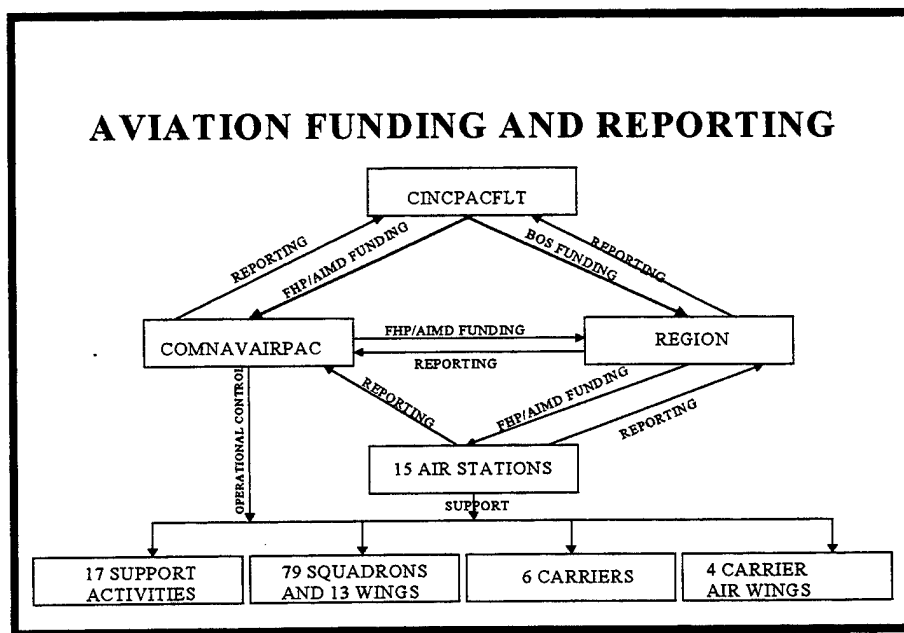 AVIATION FUNDING AND REPORTING
CINCPACFLT
REPORTING
FHP/AIMD FUNDING
BOS FUNDING
REPORTING
COMNAVAIRPAC
FHP/AIMD FUNDING
REPORTING
REGION
OPERATIONAL CONTROL
REPORTING
FHP/AIMD FUNDING
REPORTING
15 AIR STATIONS
SUPPORT
17 SUPPORT
ACTIVITIES
79 SQUADRONS
AND 13 WINGS
6 CARRIERS
4 CARRIER
AIR WINGS